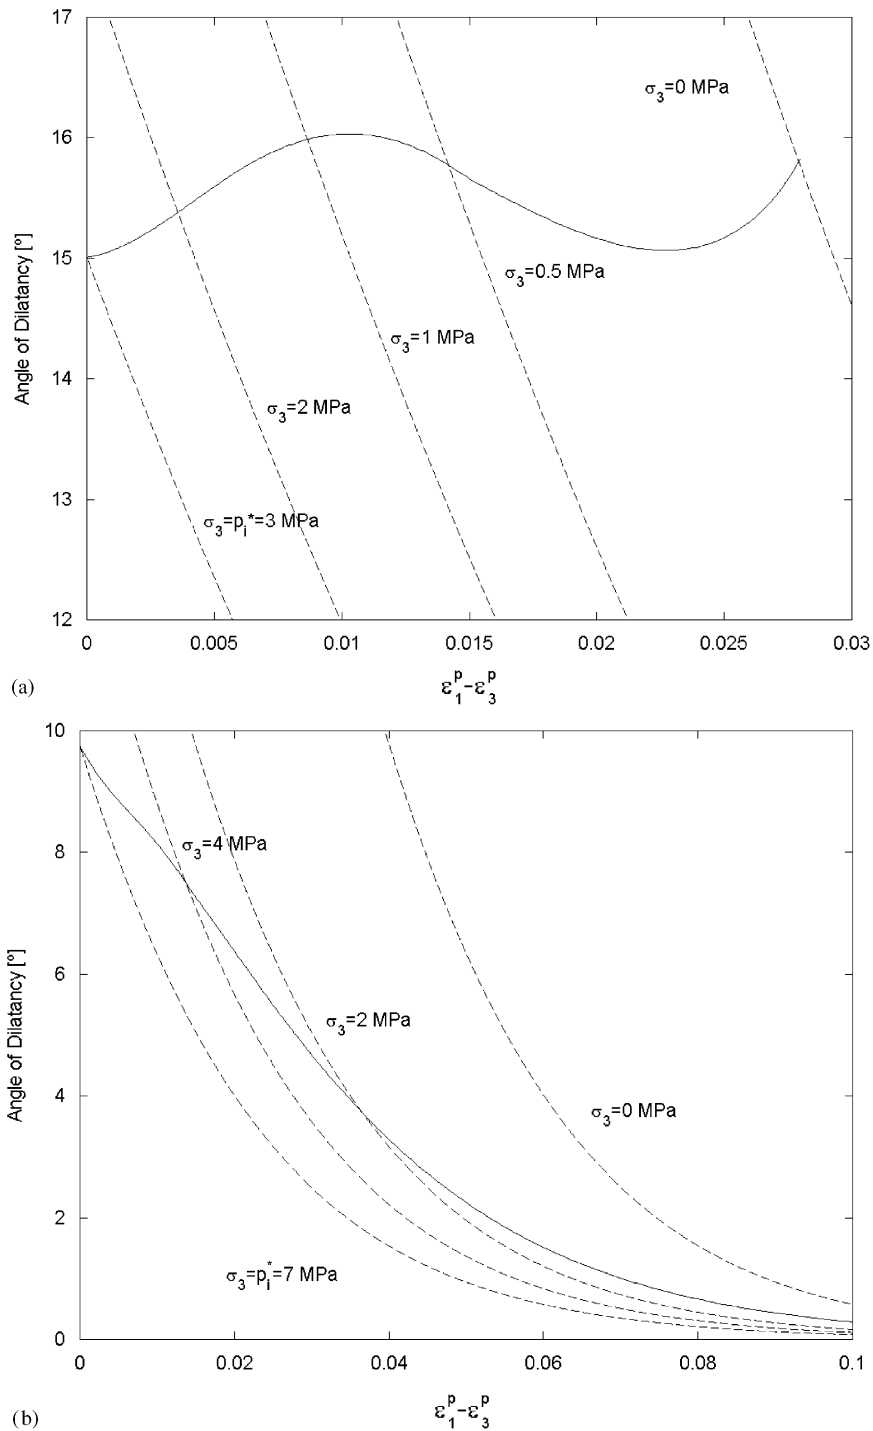 17
16
15
14
13
12
Angle of Dilatancy [º]
σ3=0 MPa
σ3=0.5 MPa
σ3=1 MPa
σ3=2 MPa
σ3=pi*=3 MPa
0 0.005 0.01 0.015 0.02 0.025 0.03
(a)
ε1p-ε3p
10
8
6
4
2
0
Angle of Dilatancy [º]
σ3=4 MPa
σ3=2 MPa
σ3=0 MPa
σ3=pi*=7 MPa
0 0.02 0.04 0.06 0.08 0.1
(b)
ε1p-ε3p